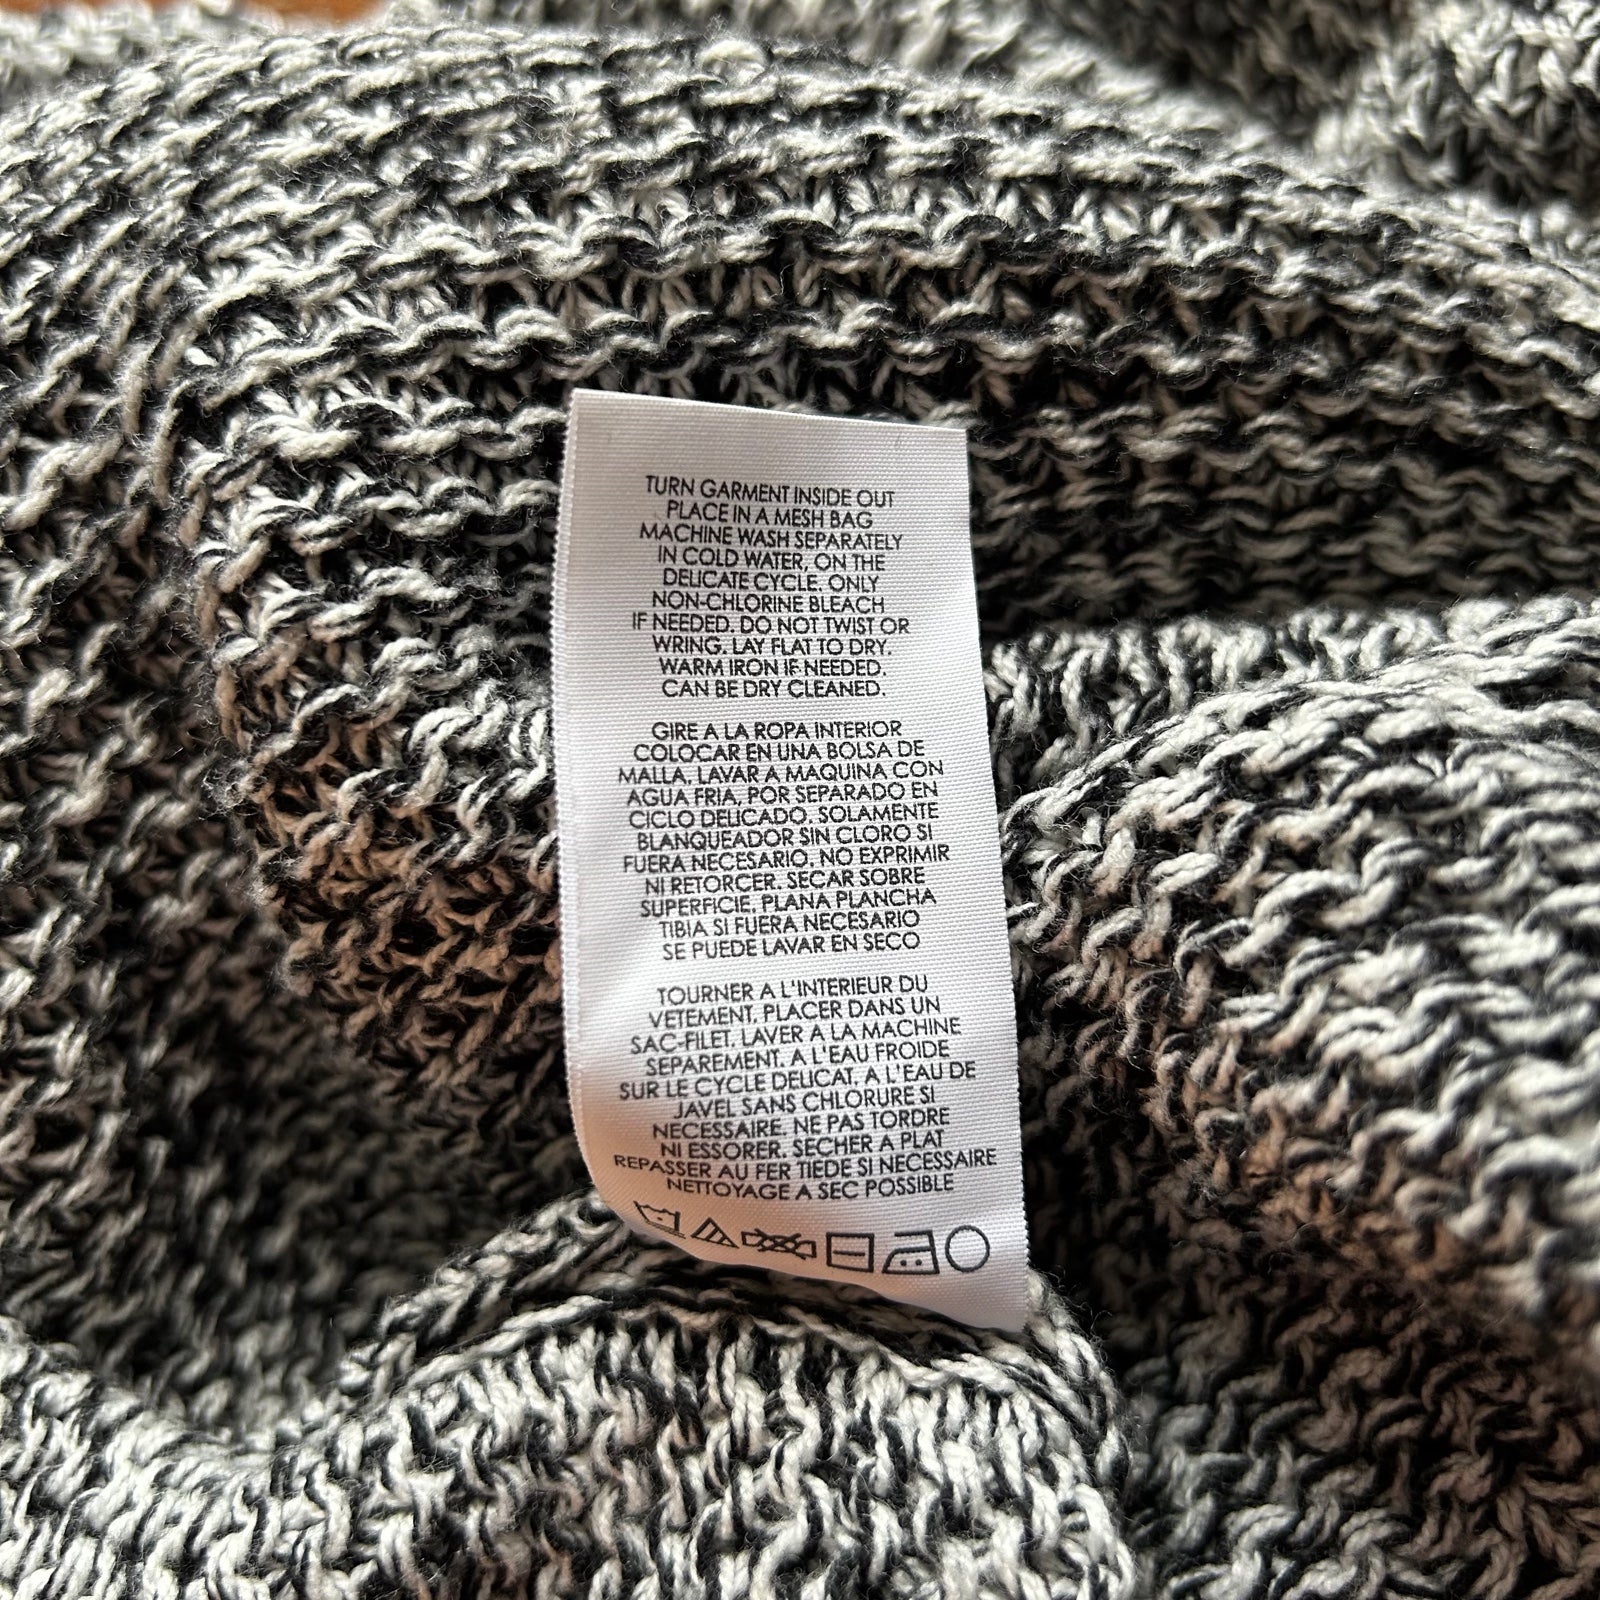 TURN GARMENT INSIDE OUT
PLACE IN A MESH BAG
MACHINE WASH SEPARATELY
IN COLD WATER, ON THE
DELICATE CYCLE. ONLY
NON-CHLORINE BLEACH
IF NEEDED. DO NOT TWIST OR
WRING. LAY FLAT TO DRY.
WARM IRON IF NEEDED.
CAN BE DRY CLEANED.
GIRE A LA ROPA INTERIOR
COLOCAR EN UNA BOLSA DE
MALLA. LAVAR A MAQUINA CON
AGUA FRIA, POR SEPARADO EN
CICLO DELICADO. SOLAMENTE
BLANQUEADOR SIN CLORO SI
FUERA NECESARIO. NO EXPRIMIR
NI RETORCER. SECAR SOBRE
SUPERFICIE. PLANA PLANCHA
TIBIA SI FUERA NECESARIO
SE PUEDE LAVAR EN SECO
TOURNER A L'INTERIEUR DU
VETEMENT. PLACER DANS UN
SAC-FILET. LAVER A LA MACHINE
SEPAREMENT. A L'EAU FROIDE
SUR LE CYCLE DELICAT. A L'EAU DE
JAVEL SANS CHLORURE SI
NECESSAIRE. NE PAS TORDRE
NI ESSORER. SECHER A PLAT
REPASSER AU FER TIEDE SI NECESSAIRE
NETTOYAGE A SEC POSSIBLE